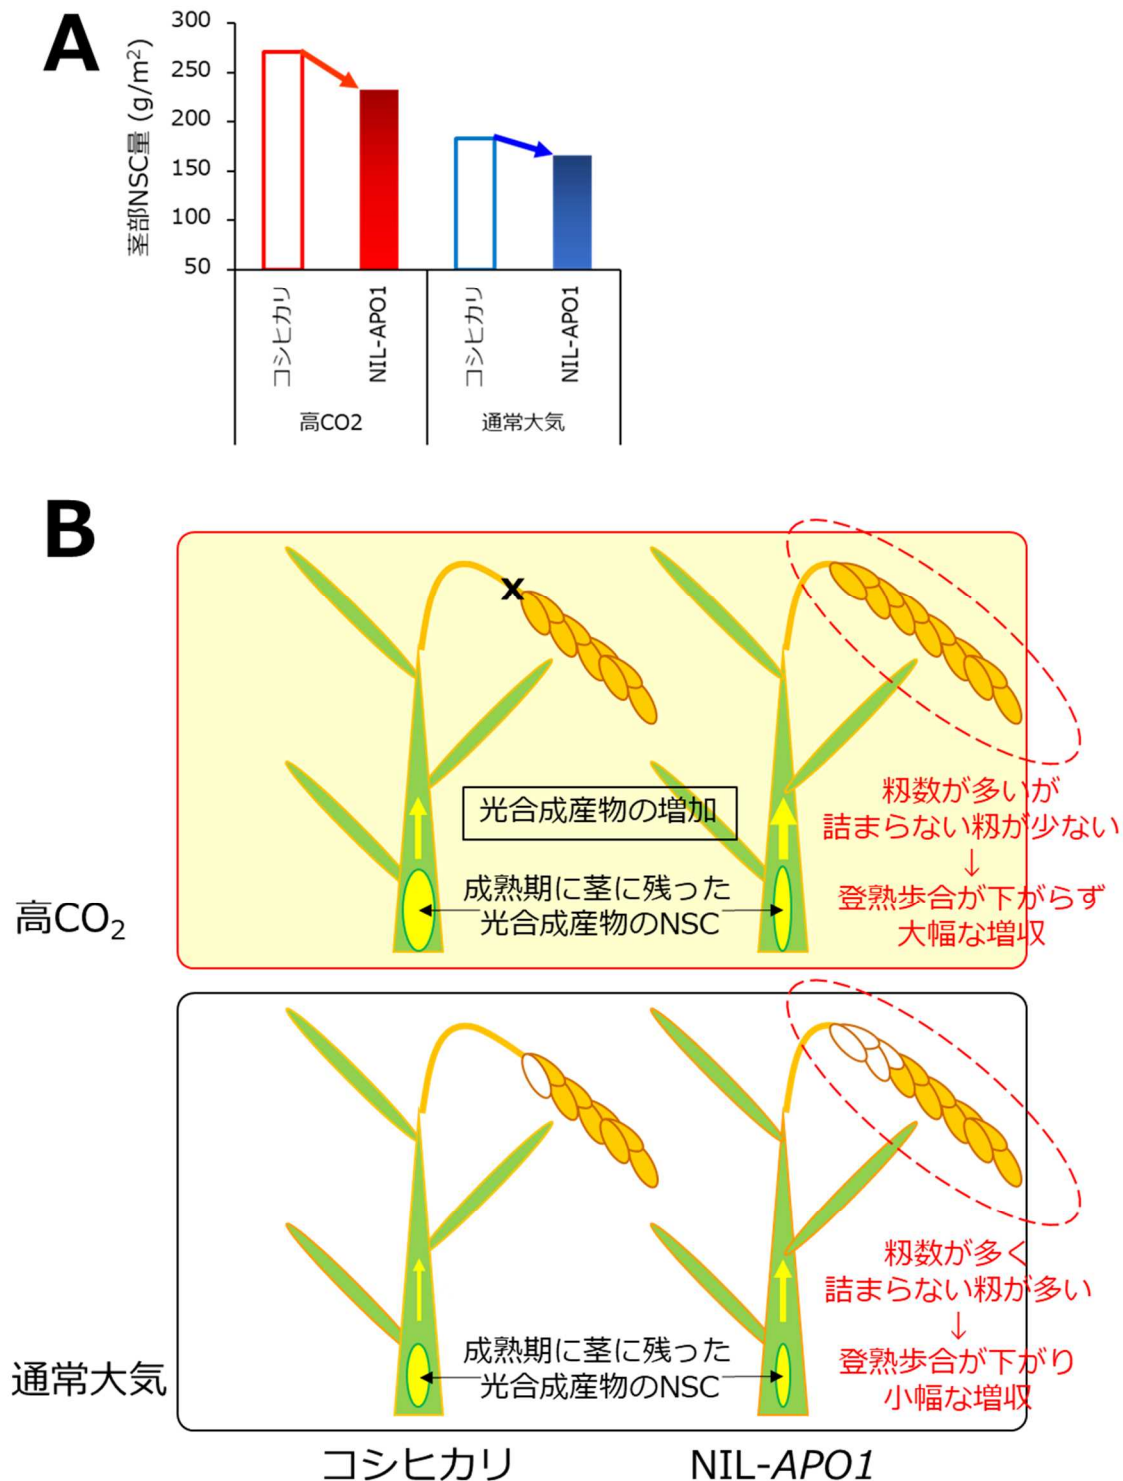 A
茎部NSC量 (g/m²)
300
250
200
150
100
50
コシヒカリ
NIL-APO1
コシヒカリ
NIL-APO1
高CO2
通常大気
B
x
光合成産物の増加
成熟期に茎に残った
光合成産物のNSC
籾数が多いが
詰まらない籾が少ない
↓
登熟歩合が下がらず
大幅な増収
高CO₂
成熟期に茎に残った
光合成産物のNSC
籾数が多く
詰まらない籾が多い
↓
登熟歩合が下がり
小幅な増収
通常大気
コシヒカリ
NIL-APO1